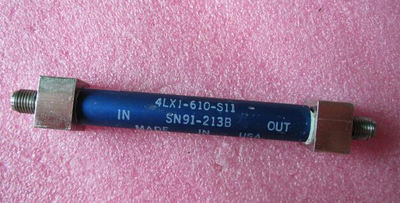 4LX1-610-S11
IN SN91-213B OUT
MADE IN USA